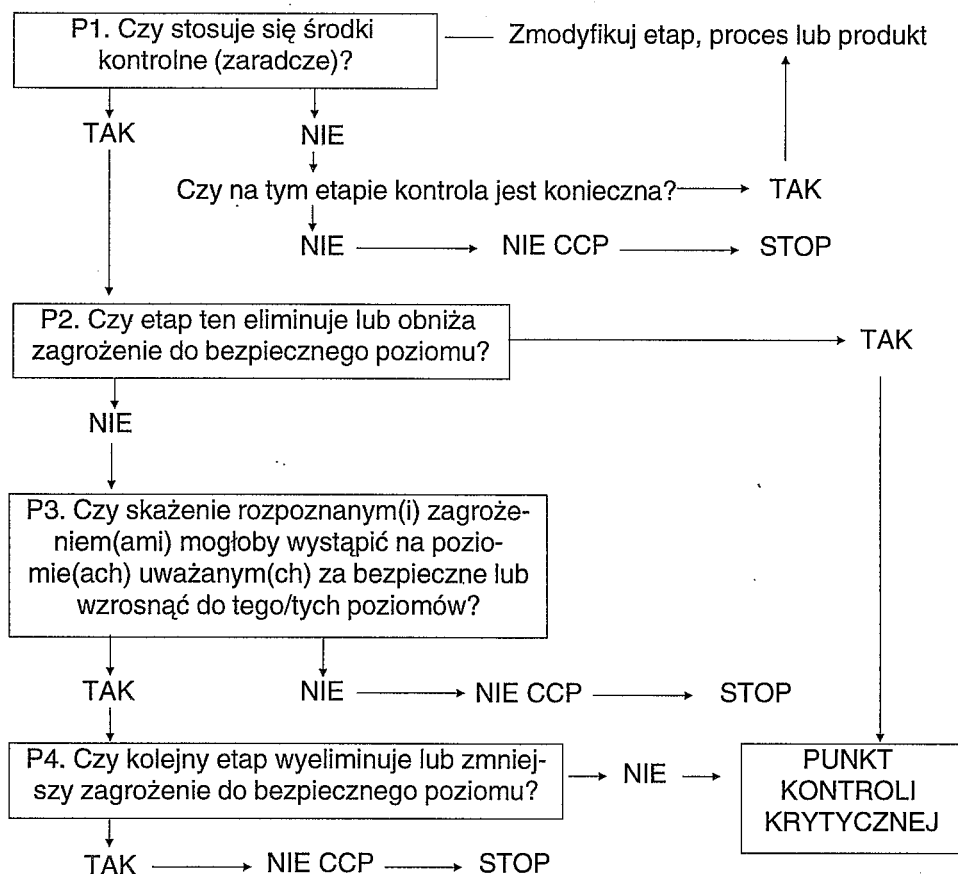 P1. Czy stosuje się środki
kontrolne (zaradcze)?
Zmodyfikuj etap, proces lub produkt
TAK
NIE
Czy na tym etapie kontrola jest konieczna?
TAK
NIE
NIE CCP
STOP
P2. Czy etap ten eliminuje lub obniża
zagrożenie do bezpiecznego poziomu?
TAK
NIE
P3. Czy skażenie rozpoznanym(i) zagroże-
niem(ami) mogłoby wystąpić na pozio-
mie(ach) uważanym(ch) za bezpieczne lub
wzrosnąć do tego/tych poziomów?
TAK
NIE
NIE CCP
STOP
P4. Czy kolejny etap wyeliminuje lub zmniej-
szy zagrożenie do bezpiecznego poziomu?
NIE
PUNKT
KONTROLI
KRYTYCZNEJ
TAK
NIE CCP
STOP